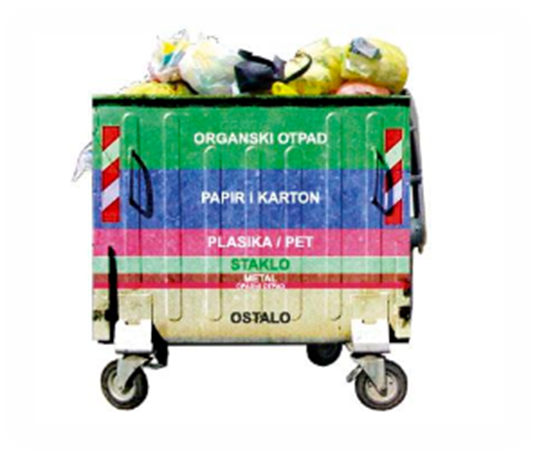 ORGANSKI OTPAD
PAPIR I KARTON
PLASIKA / PET
STAKLO
METAL
OSTALO